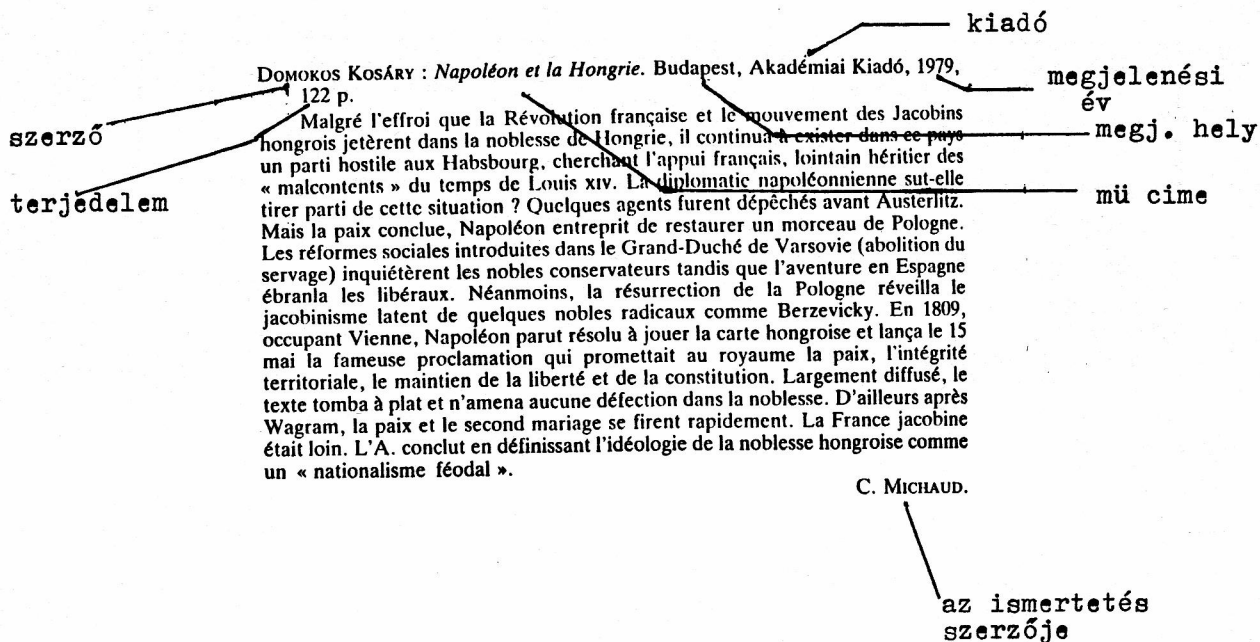 kiadó
DOMOKOS KOSÁRY : Napoléon et la Hongrie. Budapest, Akadémiai Kiadó, 1979,
122 p.
megjelenési
év
szerző
megj. hely
terjedelem
mü cime
Malgré l'effroi que la Révolution française et le mouvement des Jacobins
hongrois jetèrent dans la noblesse de Hongrie, il continua à exister dans ce pays
un parti hostile aux Habsbourg, cherchant l'appui français, lointain héritier des
« malcontents » du temps de Louis XIV. La diplomatie napoléonnienne sut-elle
tirer parti de cette situation ? Quelques agents furent dépêchés avant Austerlitz.
Mais la paix conclue, Napoléon entreprit de restaurer un morceau de Pologne.
Les réformes sociales introduites dans le Grand-Duché de Varsovie (abolition du
servage) inquiétèrent les nobles conservateurs tandis que l'aventure en Espagne
ébranla les libéraux. Néanmoins, la résurrection de la Pologne réveilla le
jacobinisme latent de quelques nobles radicaux comme Berzevicky. En 1809,
occupant Vienne, Napoléon parut résolu à jouer la carte hongroise et lança le 15
mai la fameuse proclamation qui promettait au royaume la paix, l'intégrité
territoriale, le maintien de la liberté et de la constitution. Largement diffusé, le
texte tomba à plat et n'amena aucune défection dans la noblesse. D'ailleurs après
Wagram, la paix et le second mariage se firent rapidement. La France jacobine
était loin. L'A. conclut en définissant l'idéologie de la noblesse hongroise comme
un « nationalisme féodal ».
C. MICHAUD.
az ismertetés
szerzője